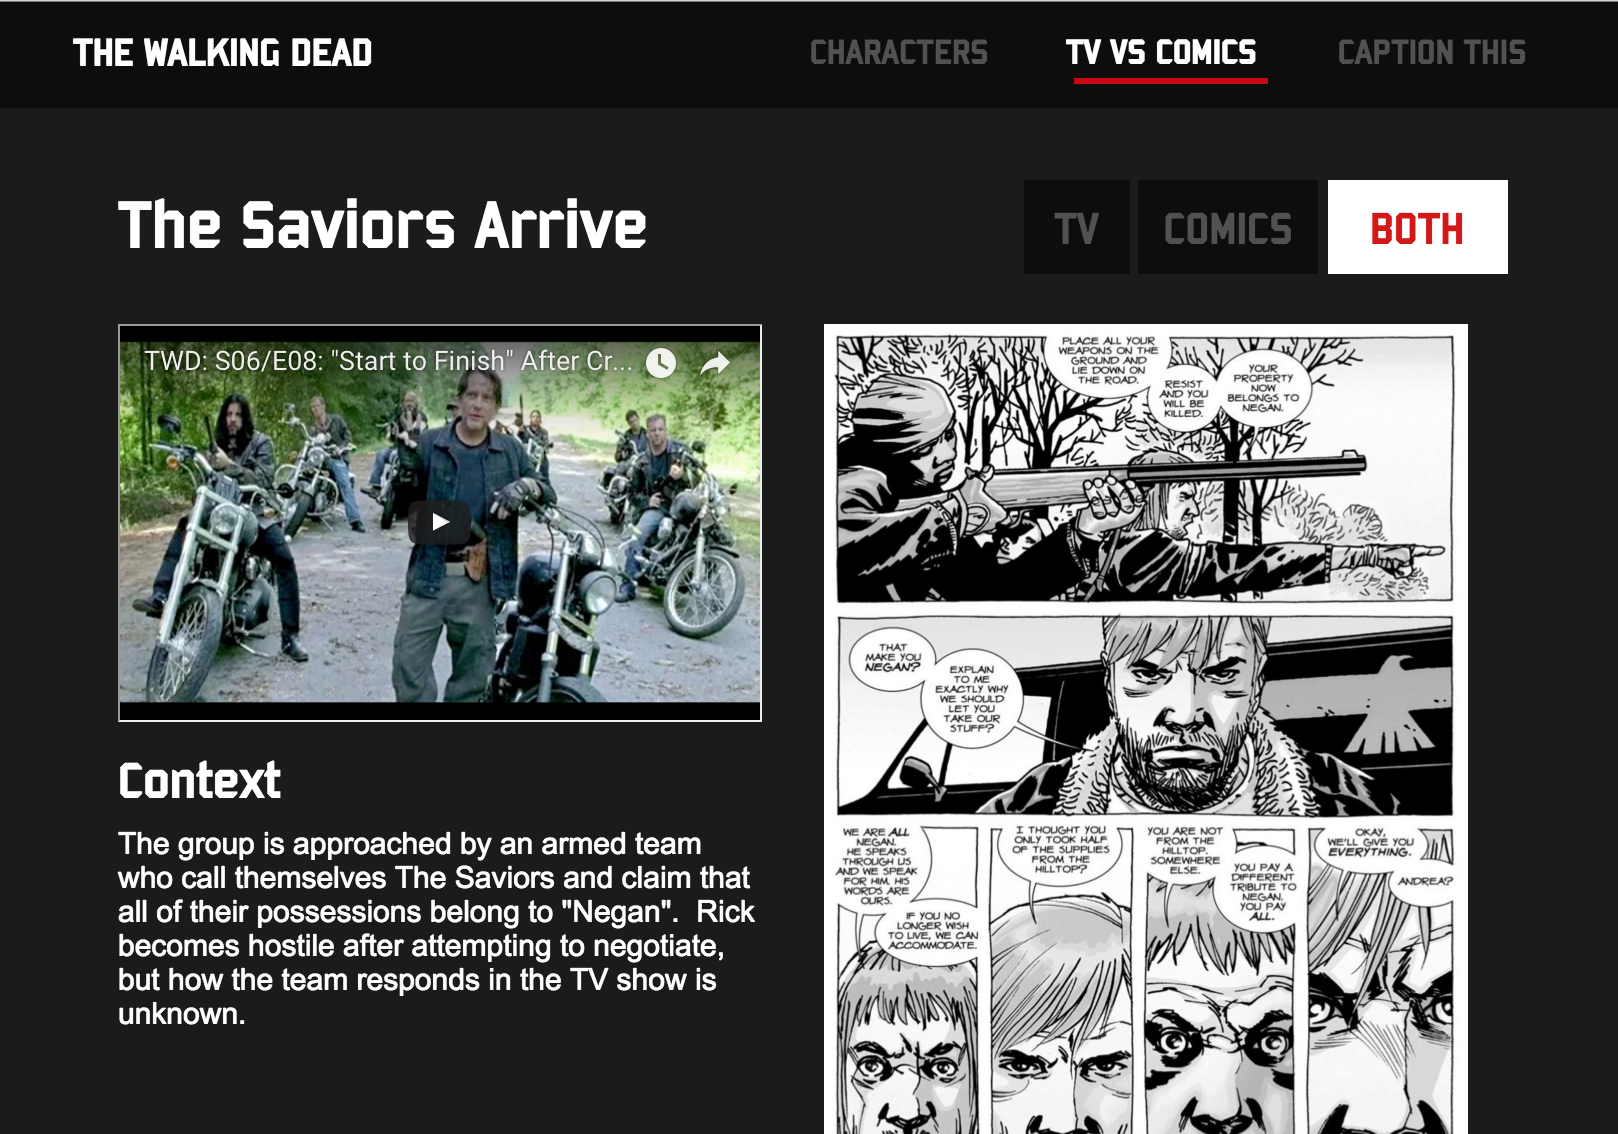 THE WALKING DEAD
CHARACTERS
TV VS COMICS
CAPTION THIS
The Saviors Arrive
TV
COMICS
BOTH
TWD: S06/E08: "Start to Finish" After Cr...
Context
The group is approached by an armed team
who call themselves The Saviors and claim that
all of their possessions belong to "Negan".  Rick
becomes hostile after attempting to negotiate,
but how the team responds in the TV show is
unknown.
PLACE ALL YOUR
WEAPONS ON THE
GROUND AND
LIE DOWN ON
THE ROAD.
RESIST
AND YOU
WILL BE
KILLED.
YOUR
PROPERTY
NOW
BELONGS TO
NEGAN.
THAT
MAKE YOU
NEGAN?
EXPLAIN
TO ME
EXACTLY WHY
WE SHOULD
LET YOU
TAKE OUR
STUFF?
WE ARE ALL
NEGAN.
HE SPEAKS
THROUGH US
AND WE SPEAK
FOR HIM. HIS
WORDS ARE
OURS.
IF YOU NO
LONGER WISH
TO LIVE, WE CAN
ACCOMMODATE.
I THOUGHT YOU
ONLY TOOK HALF
OF THE SUPPLIES
FROM THE
HILLTOP?
YOU ARE NOT
FROM THE
HILLTOP.
SOMEWHERE
ELSE.
YOU PAY A
DIFFERENT
TRIBUTE TO
NEGAN.
YOU PAY
ALL.
OKAY,
WE'LL GIVE YOU
EVERYTHING.
ANDREA?